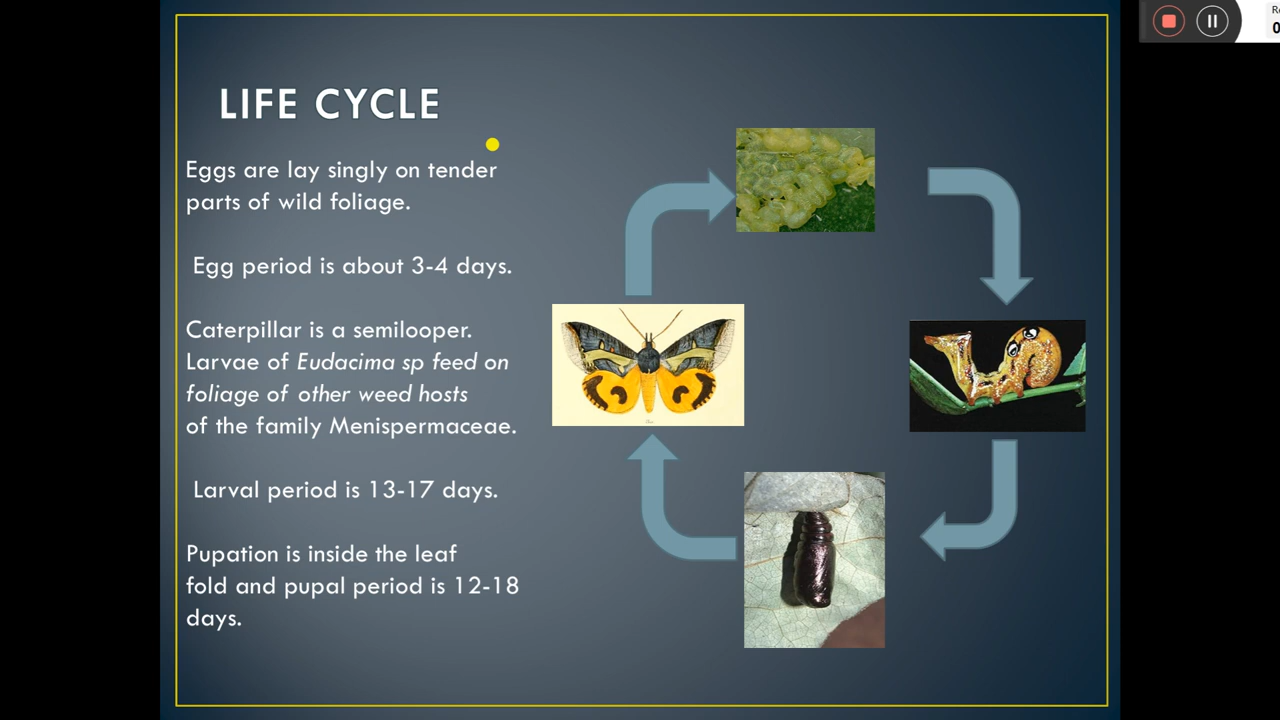 LIFE CYCLE
Eggs are lay singly on tender
parts of wild foliage.
Egg period is about 3-4 days.
Caterpillar is a semilooper.
Larvae of Eudacima sp feed on
foliage of other weed hosts
of the family Menispermaceae.
Larval period is 13-17 days.
Pupation is inside the leaf
fold and pupal period is 12-18
days.